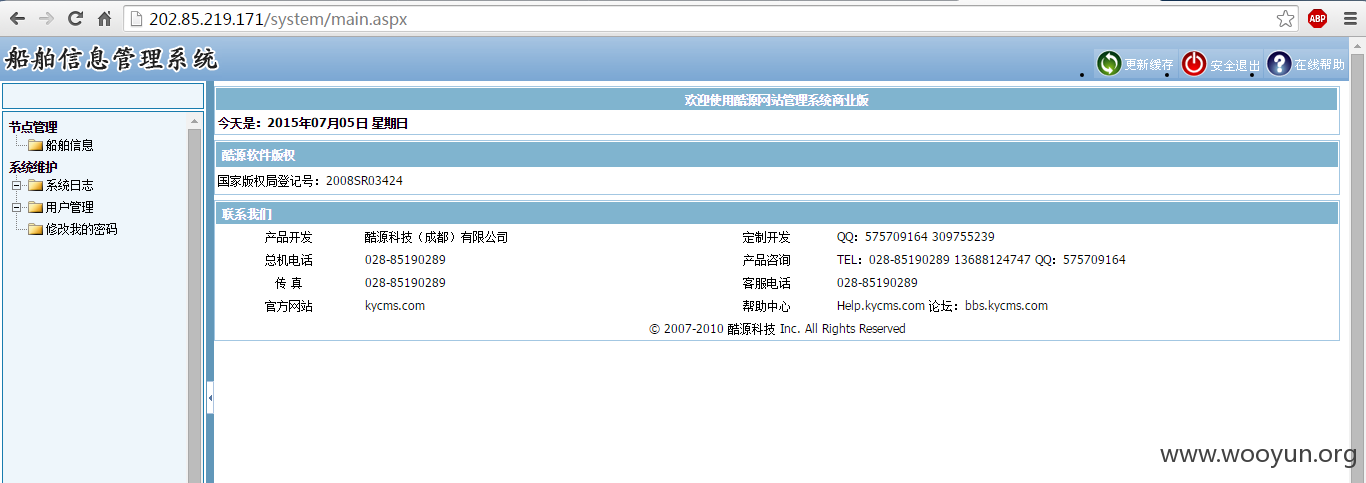 202.85.219.171/system/main.aspx
ABP
船舶信息管理系统
更新缓存 安全退出 在线帮助
节点管理
船舶信息
系统维护
系统日志
用户管理
修改我的密码
欢迎使用酷源网站管理系统商业版
今天是：2015年07月05日 星期日
酷源软件版权
国家版权局登记号：2008SR03424
联系我们
产品开发 酷源科技（成都）有限公司 定制开发 QQ：575709164 309755239
总机电话 028-85190289 产品咨询 TEL：028-85190289 13688124747 QQ：575709164
传 真 028-85190289 客服电话 028-85190289
官方网站 kycms.com 帮助中心 Help.kycms.com 论坛：bbs.kycms.com
© 2007-2010 酷源科技 Inc. All Rights Reserved
www.wooyun.org